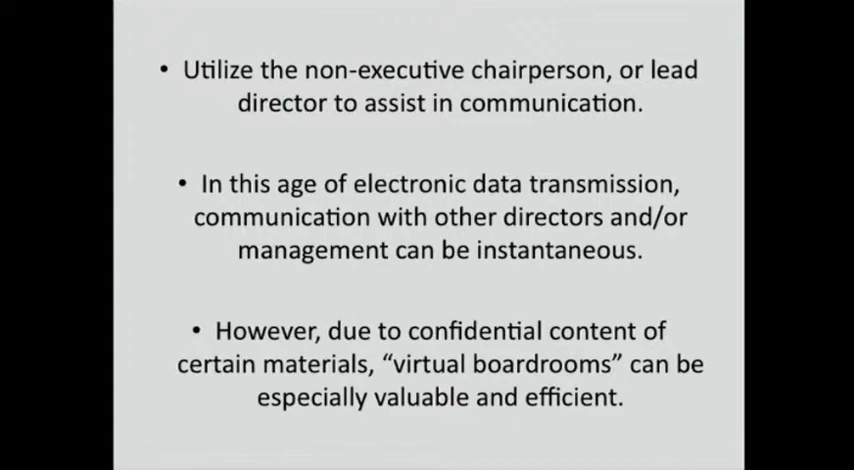 • Utilize the non-executive chairperson, or lead
director to assist in communication.
• In this age of electronic data transmission,
communication with other directors and/or
management can be instantaneous.
• However, due to confidential content of
certain materials, “virtual boardrooms” can be
especially valuable and efficient.